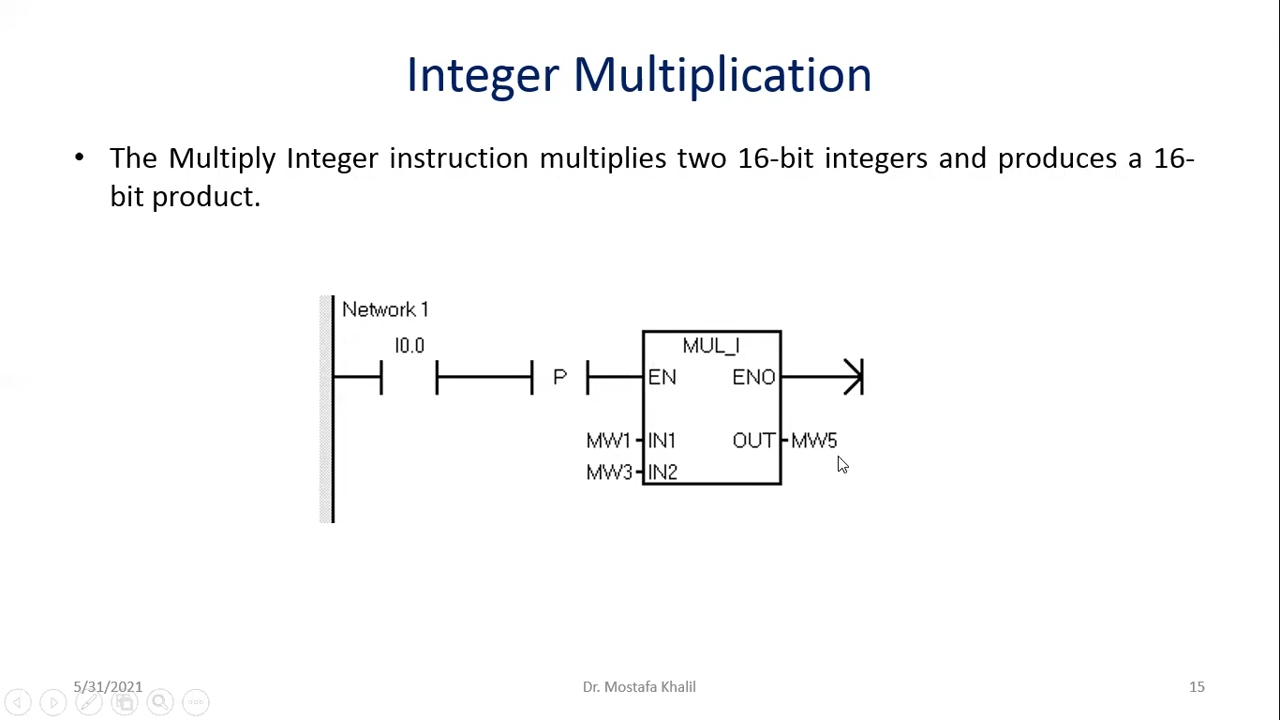 Integer Multiplication
• The Multiply Integer instruction multiplies two 16-bit integers and produces a 16-
bit product.
Network 1
I0.0
MUL_I
P
EN
ENO
MW1
IN1
OUT
MW5
MW3
IN2
5/31/2021
Dr. Mostafa Khalil
15